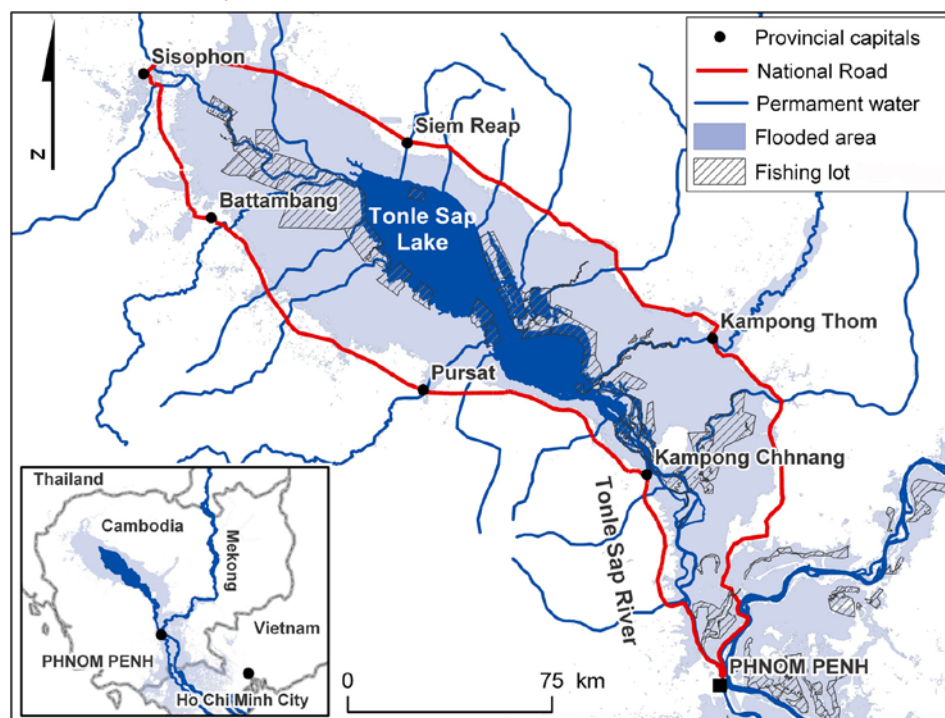 Sisophon
Siem Reap
Battambang
Tonle Sap
Lake
Kampong Thom
Pursat
Kampong Chhnang
Tonle Sap River
PHNOM PENH
N
Provincial capitals
National Road
Permament water
Flooded area
Fishing lot
Thailand
Cambodia
Mekong
Vietnam
PHNOM PENH
Ho Chi Minh City
0 75 km